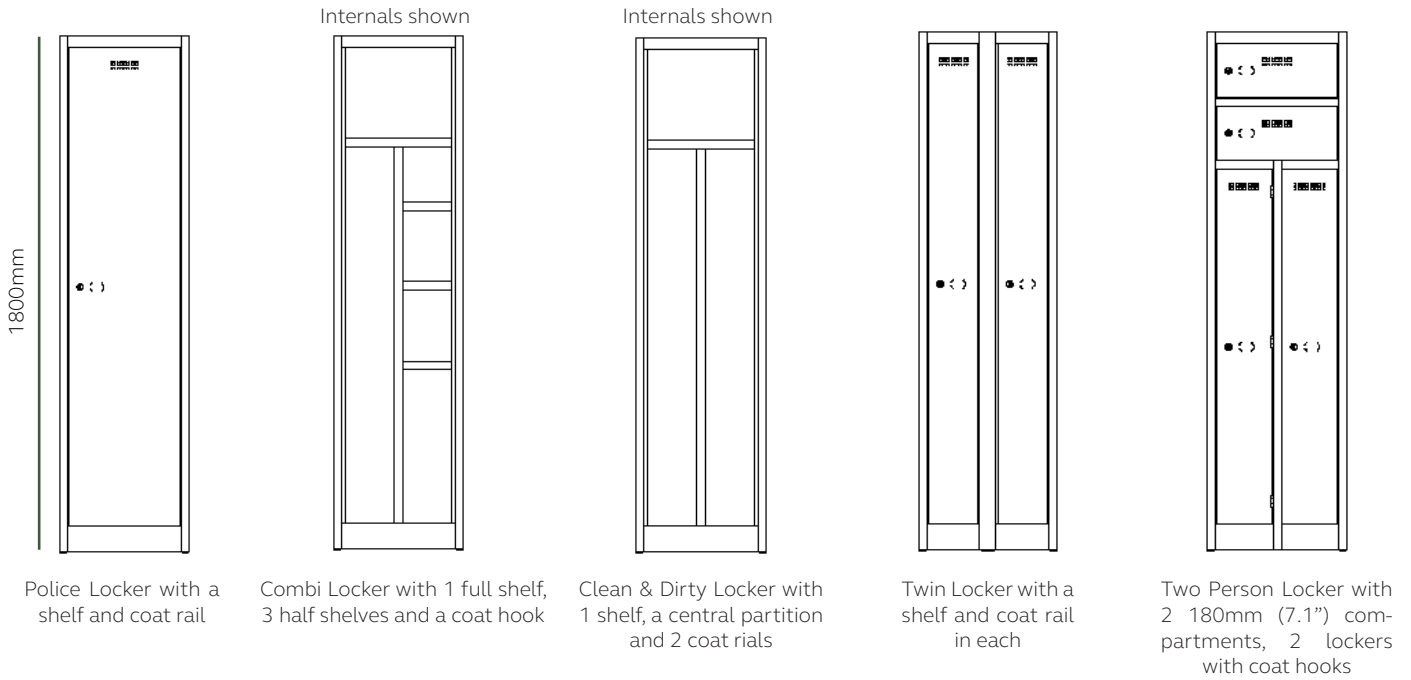 Internals shown
Internals shown
1800mm
Police Locker with a
shelf and coat rail
Combi Locker with 1 full shelf,
3 half shelves and a coat hook
Clean & Dirty Locker with
1 shelf, a central partition
and 2 coat rials
Twin Locker with a
shelf and coat rail
in each
Two Person Locker with
2 180mm (7.1”) com-
partments, 2 lockers
with coat hooks